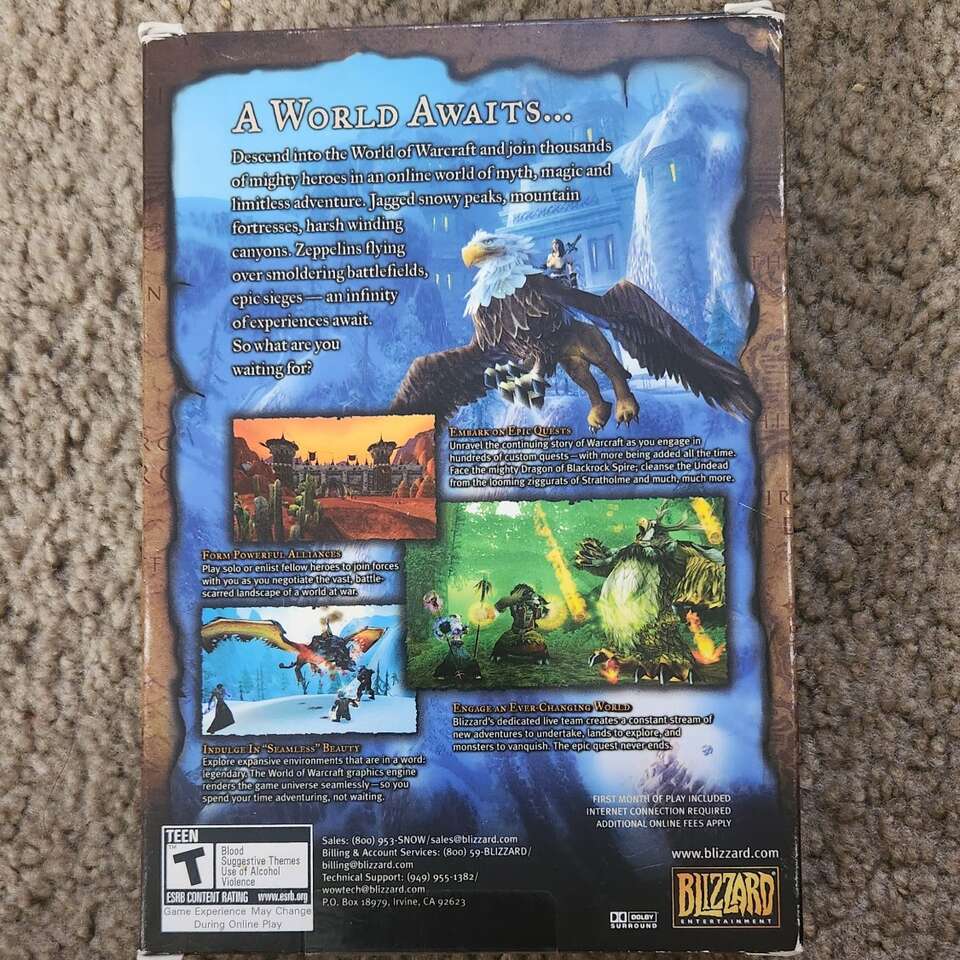 A World Awaits...
Descend into the World of Warcraft and join thousands
of mighty heroes in an online world of myth, magic and
limitless adventure. Jagged snowy peaks, mountain
fortresses, harsh winding
canyons. Zeppelins flying
over smoldering battlefields,
epic sieges — an infinity
of experiences await.
So what are you
waiting for?
Embark on Epic Quests
Unravel the continuing story of Warcraft as you engage in
hundreds of custom quests — with more being added all the time.
Face the mighty Dragon of Blackrock Spire; cleanse the Undead
from the looming ziggurats of Stratholme and much, much more.
Form Powerful Alliances
Play solo or enlist fellow heroes to join forces
with you as you negotiate the vast, battle-
scarred landscape of a world at war.
Engage an Ever-Changing World
Blizzard's dedicated live team creates a constant stream of
new adventures to undertake, lands to explore, and
monsters to vanquish. The epic quest never ends.
Indulge In "Seamless" Beauty
Explore expansive environments that are in a word:
legendary. The World of Warcraft graphics engine
renders the game universe seamlessly — so you
spend your time adventuring, not waiting.
FIRST MONTH OF PLAY INCLUDED
INTERNET CONNECTION REQUIRED
ADDITIONAL ONLINE FEES APPLY
TEEN
T
TM
Blood
Suggestive Themes
Use of Alcohol
Violence
ESRB CONTENT RATING www.esrb.org
Game Experience May Change
During Online Play
Sales: (800) 953-SNOW/sales@blizzard.com
Billing & Account Services: (800) 59-BLIZZARD/
billing@blizzard.com
Technical Support: (949) 955-1382/
wowtech@blizzard.com
P.O. Box 18979, Irvine, CA 92623
DOLBY
SURROUND
www.blizzard.com
BLIZZARD
ENTERTAINMENT